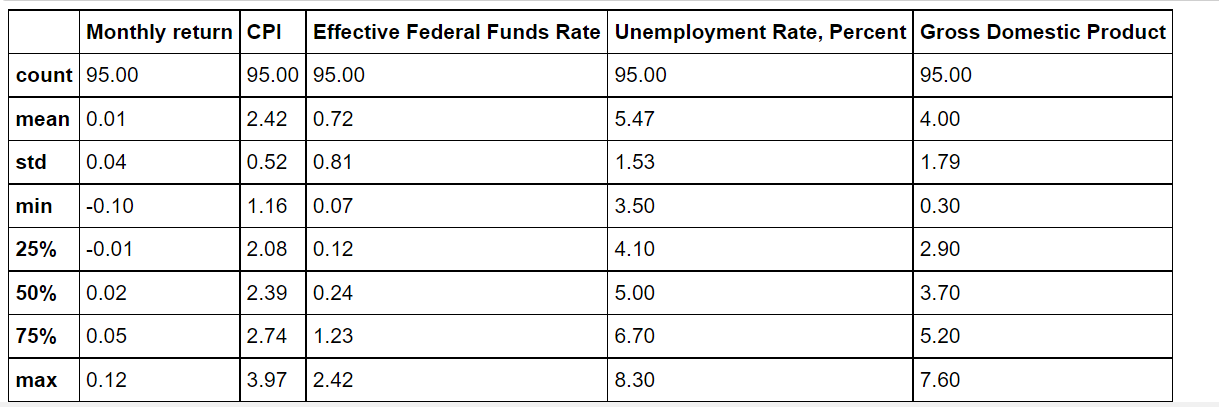 Monthly return CPI Effective Federal Funds Rate Unemployment Rate, Percent Gross Domestic Product
count 95.00 95.00 95.00 95.00 95.00
mean 0.01 2.42 0.72 5.47 4.00
std 0.04 0.52 0.81 1.53 1.79
min -0.10 1.16 0.07 3.50 0.30
25% -0.01 2.08 0.12 4.10 2.90
50% 0.02 2.39 0.24 5.00 3.70
75% 0.05 2.74 1.23 6.70 5.20
max 0.12 3.97 2.42 8.30 7.60